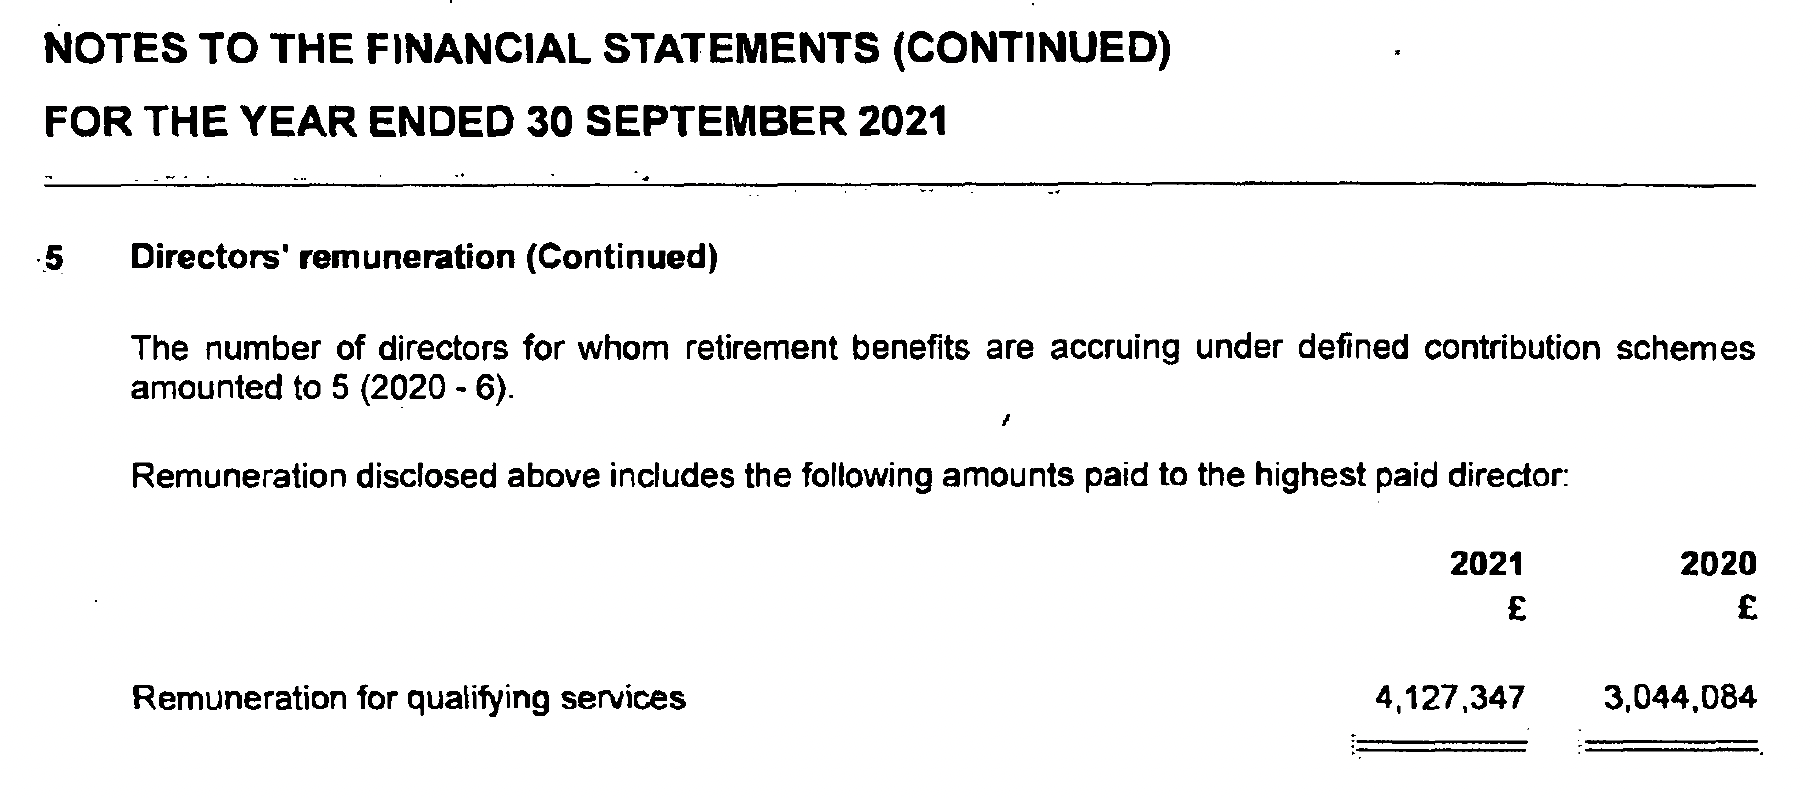 NOTES TO THE FINANCIAL STATEMENTS (CONTINUED)
FOR THE YEAR ENDED 30 SEPTEMBER 2021
5 Directors' remuneration (Continued)
The number of directors for whom retirement benefits are accruing under defined contribution schemes
amounted to 5 (2020 - 6).
Remuneration disclosed above includes the following amounts paid to the highest paid director:
2021 2020
£ £
Remuneration for qualifying services 4,127,347 3,044,084